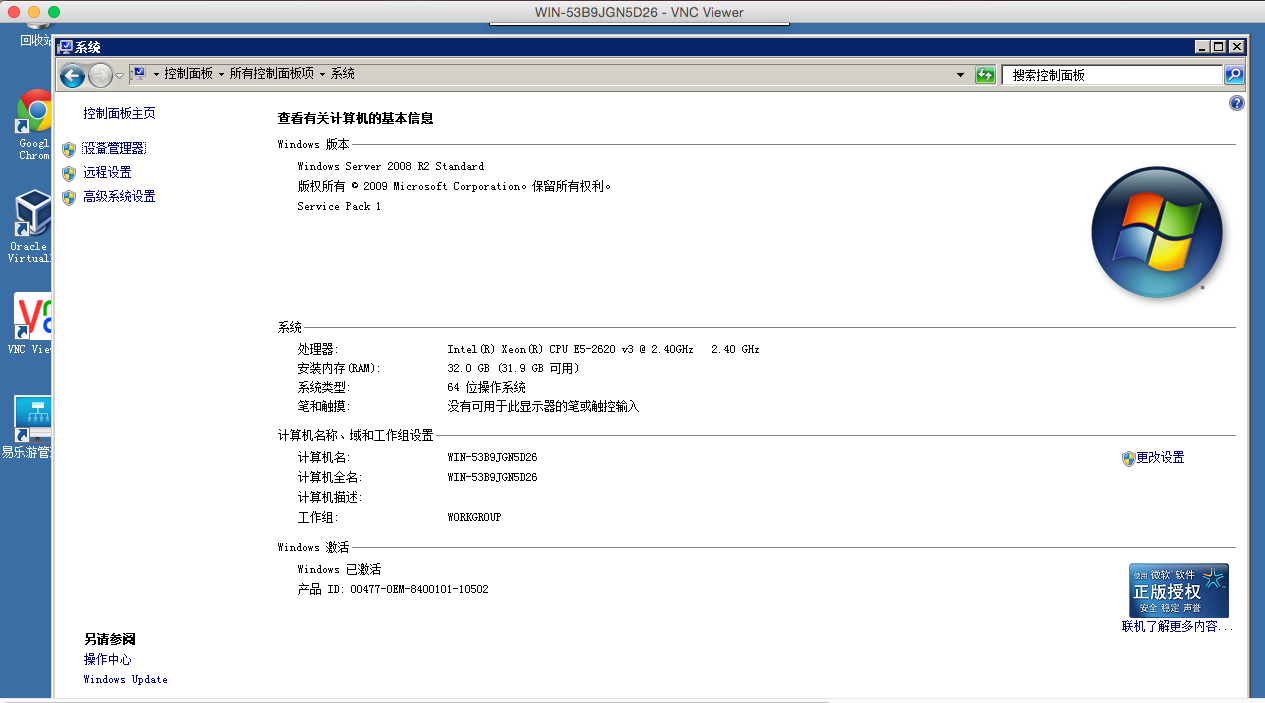 WIN-53B9JGN5D26 - VNC Viewer
回收站
系统
控制面板 所有控制面板项 系统
搜索控制面板
控制面板主页
设备管理器
远程设置
高级系统设置
Googl
Chrom
Oracle
Virtual
VNC Vie
易乐游管
查看有关计算机的基本信息
Windows 版本
Windows Server 2008 R2 Standard
版权所有 © 2009 Microsoft Corporation。保留所有权利。
Service Pack 1
系统
处理器: Intel(R) Xeon(R) CPU E5-2620 v3 @ 2.40GHz 2.40 GHz
安装内存(RAM): 32.0 GB (31.9 GB 可用)
系统类型: 64 位操作系统
笔和触摸: 没有可用于此显示器的笔或触控输入
计算机名称、域和工作组设置
计算机名: WIN-53B9JGN5D26
更改设置
计算机全名: WIN-53B9JGN5D26
计算机描述:
工作组: WORKGROUP
Windows 激活
Windows 已激活
产品 ID: 00477-OEM-8400101-10502
使用 微软 软件
正版授权
安全 稳定 声誉
联机了解更多内容...
另请参阅
操作中心
Windows Update